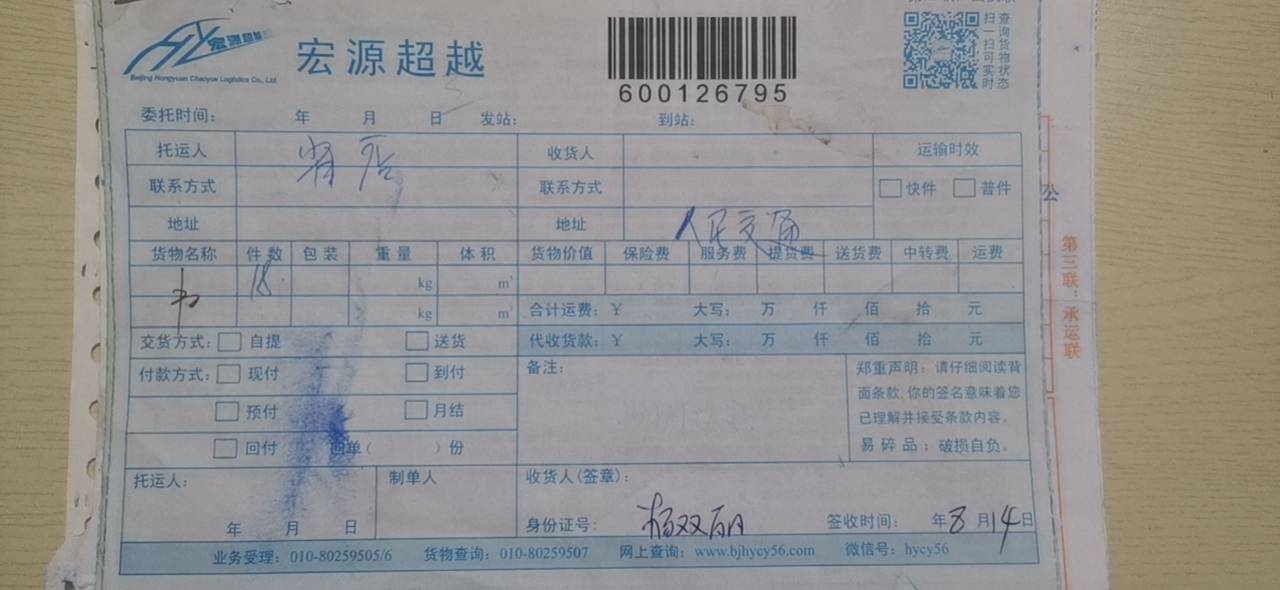 宏源超越
Beijing Hongyuan Chaoyue Logistics Co., Ltd.
宏源超越
600126795
扫一扫可实时
查询货物状态
委托时间: 年 月 日 发站: 到站:
托运人 收货人 运输时效
联系方式 联系方式 快件 普件
地址 地址 人民交通
货物名称 件数 包装 重量 体积 货物价值 保险费 服务费 提货费 送货费 中转费 运费
18 kg m³
kg m³ 合计运费: ¥ 大写: 万 仟 佰 拾 元
交货方式: 自提 送货 代收货款: ¥ 大写: 万 仟 佰 拾 元
付款方式: 现付 到付 备注: 郑重声明: 请仔细阅读背
面条款,你的签名意味着您
预付 月结 已理解并接受条款内容。
回付 回单( )份 易碎品: 破损自负。
托运人: 制单人 收货人(签章):
年 月 日 身份证号: 杨双 签收时间: 年8月14日
业务受理: 010-80259505/6 货物查询: 010-80259507 网上查询: www.bjhycy56.com 微信号: hycy56
公
第三联:承运联